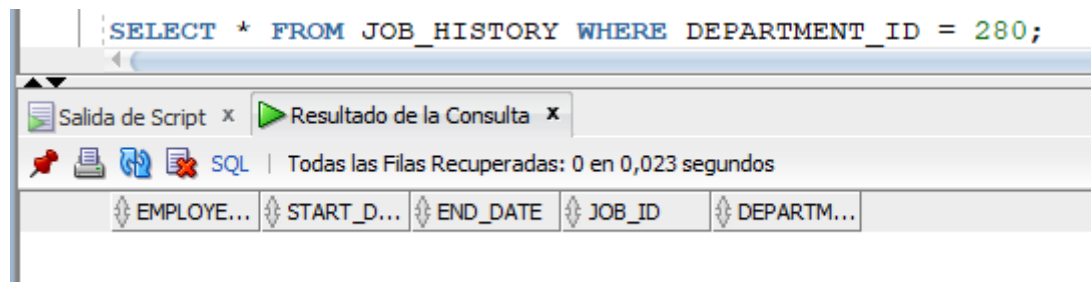 SELECT * FROM JOB_HISTORY WHERE DEPARTMENT_ID = 280;
Salida de Script x Resultado de la Consulta x
SQL | Todas las Filas Recuperadas: 0 en 0,023 segundos
EMPLOYE... START_D... END_DATE JOB_ID DEPARTM...